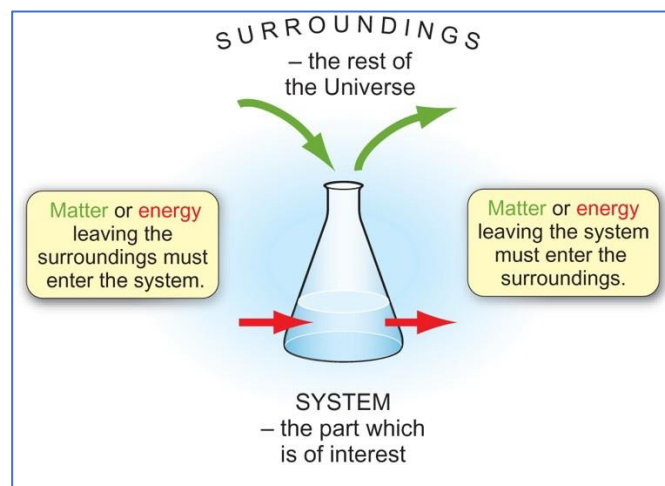 SURROUNDINGS
– the rest of
the Universe
Matter or energy
leaving the
surroundings must
enter the system.
Matter or energy
leaving the system
must enter the
surroundings.
SYSTEM
– the part which
is of interest